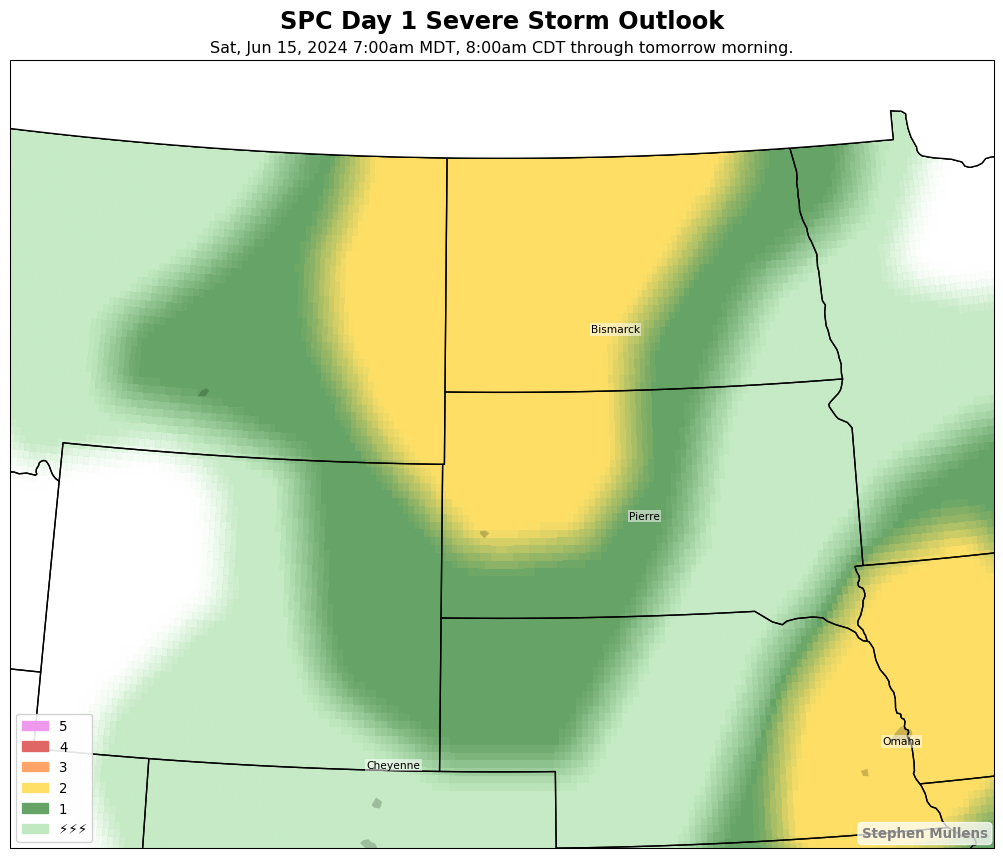 SPC Day 1 Severe Storm Outlook
Sat, Jun 15, 2024 7:00am MDT, 8:00am CDT through tomorrow morning.
Bismarck
Pierre
Omaha
Cheyenne
5
4
3
2
1
⚡⚡⚡
Stephen Mullens